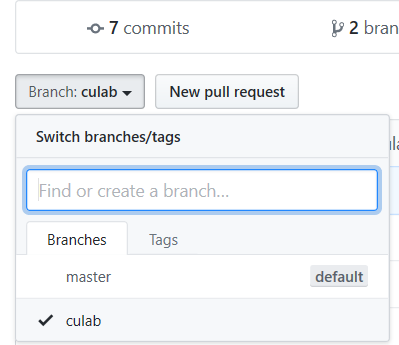 7 commits 2 bran
Branch: culab New pull request
Switch branches/tags
Find or create a branch...
Branches Tags
master default
culab